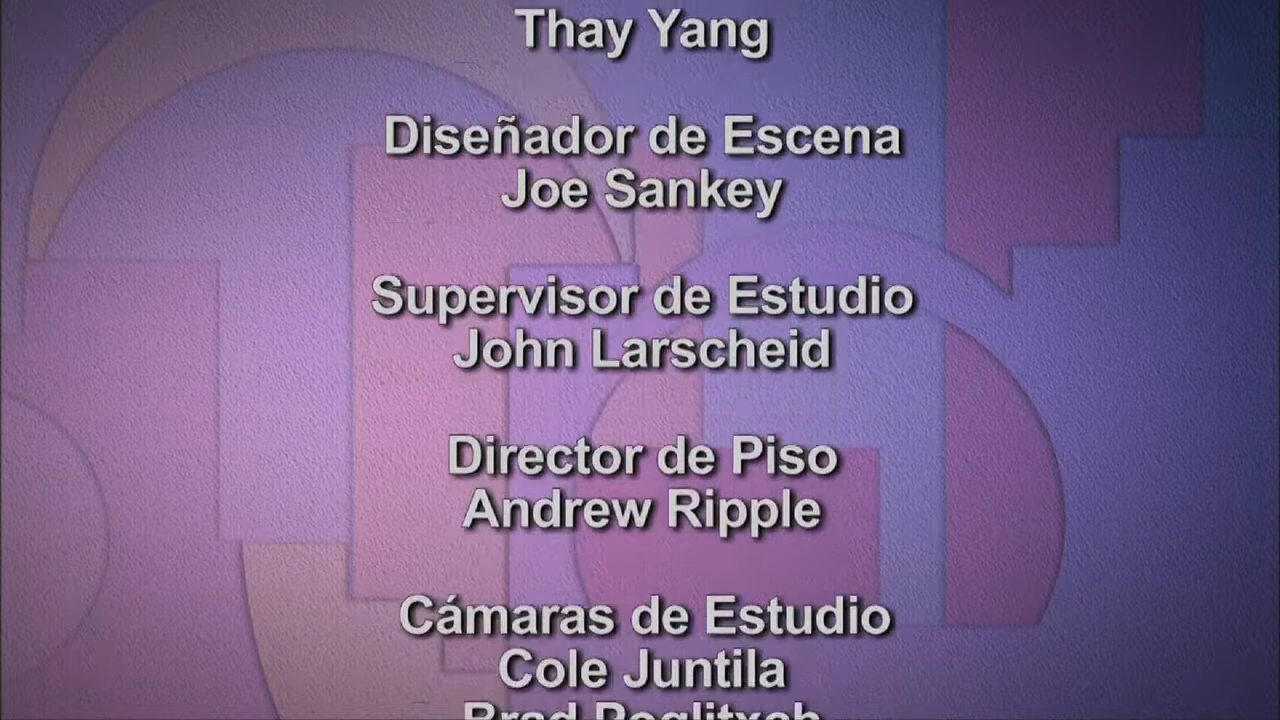 Thay Yang
Diseñador de Escena
Joe Sankey
Supervisor de Estudio
John Larscheid
Director de Piso
Andrew Ripple
Cámaras de Estudio
Cole Juntila
Brad